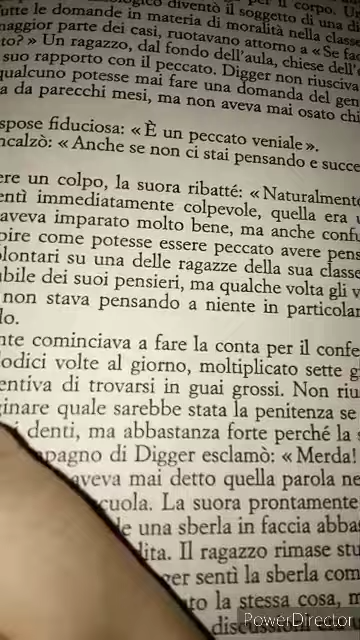 ologico diventò il soggetto di una di
tutte le domande in materia di moralità nella classe
maggior parte dei casi, ruotavano attorno a «Se fac
to?» Un ragazzo, dal fondo dell'aula, chiese dell'e
suo rapporto con il peccato. Digger non riusciva
qualcuno potesse mai fare una domanda del gen
a da parecchi mesi, ma non aveva mai osato chi
spose fiduciosa: «È un peccato veniale».
ncalzò: «Anche se non ci stai pensando e succe
ere un colpo, la suora ribatté: «Naturalmente
entì immediatamente colpevole, quella era
aveva imparato molto bene, ma anche conf
pire come potesse essere peccato avere pens
olontari su una delle ragazze della sua classe
abile dei suoi pensieri, ma qualche volta gli v
non stava pensando a niente in particolar
lo.
nte cominciava a fare la conta per il confe
odici volte al giorno, moltiplicato sette g
entiva di trovarsi in guai grossi. Non riu
ginare quale sarebbe stata la penitenza se
i denti, ma abbastanza forte perché la s
mpagno di Digger esclamò: «Merda!
aveva mai detto quella parola ne
cuola. La suora prontamente
le una sberla in faccia abba
dita. Il ragazzo rimase stu
ger sentì la sberla com
to la stessa cosa, m
PowerDirector